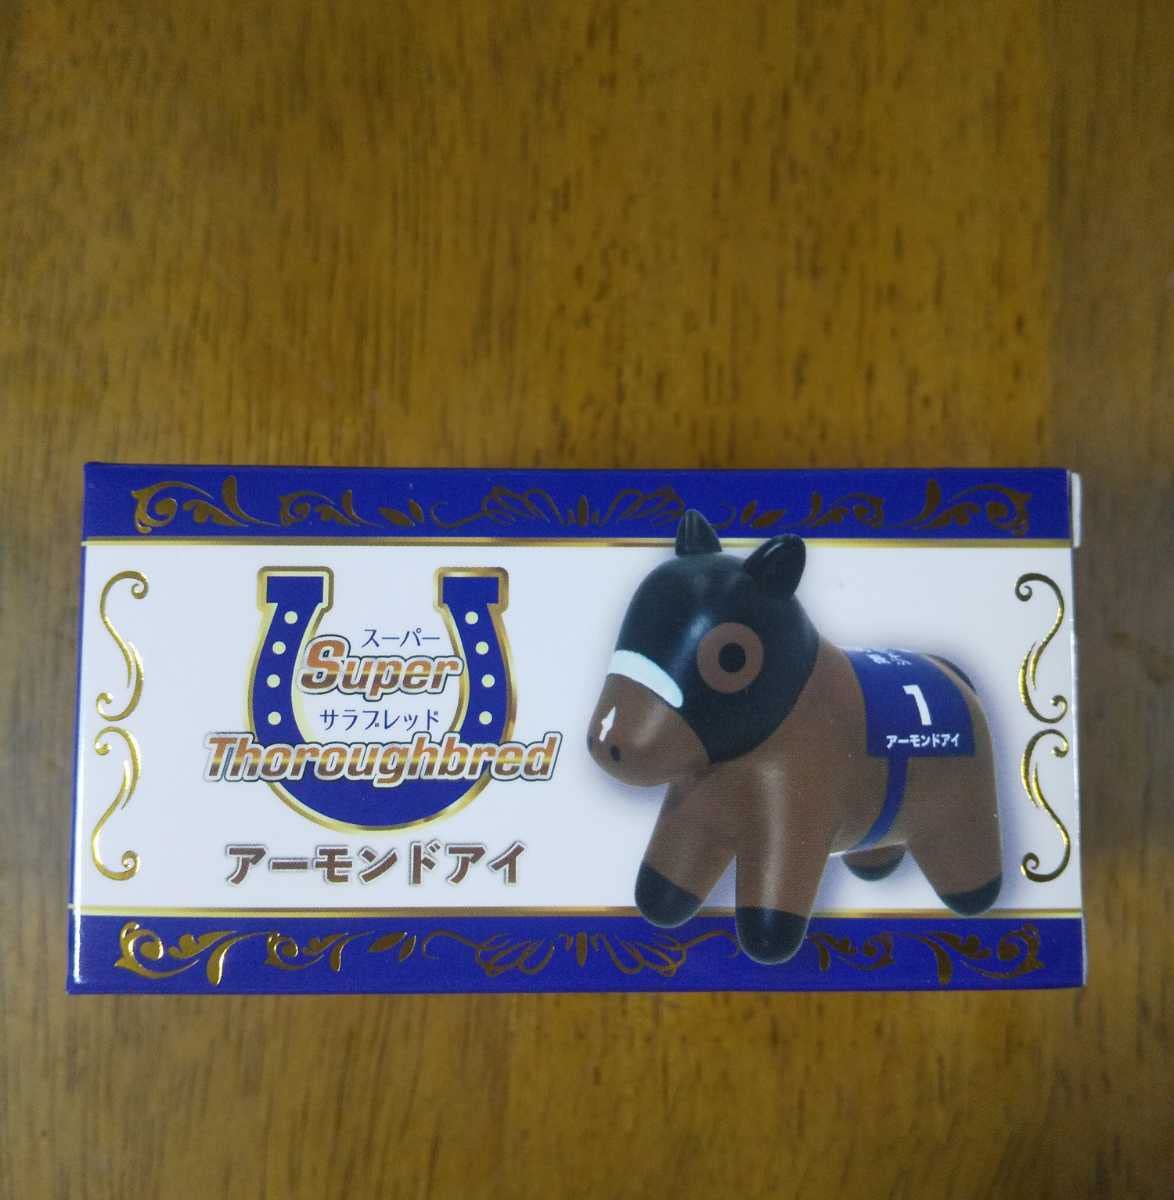 スーパー
Super
サラブレッド
Thoroughbred
アーモンドアイ
1
アーモンドアイ